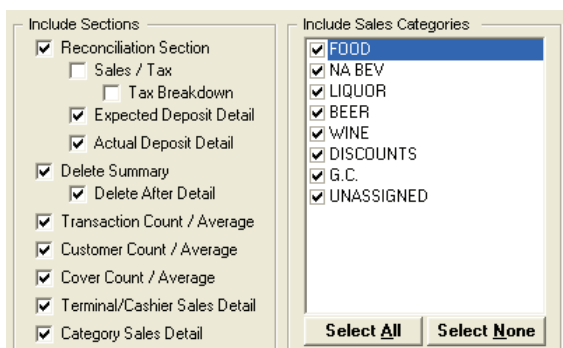 Include Sections
Reconciliation Section
Sales / Tax
Tax Breakdown
Expected Deposit Detail
Actual Deposit Detail
Delete Summary
Delete After Detail
Transaction Count / Average
Customer Count / Average
Cover Count / Average
Terminal/Cashier Sales Detail
Category Sales Detail
Include Sales Categories
FOOD
NA BEV
LIQUOR
BEER
WINE
DISCOUNTS
G.C.
UNASSIGNED
Select All
Select None